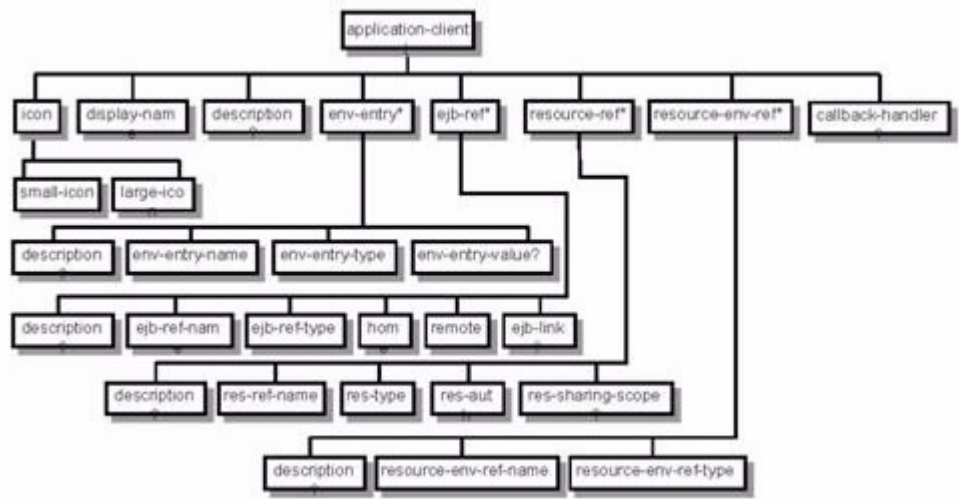 application-client
?
icon display-nam description env-entry* ejb-ref* resource-ref* resource-env-ref* callback-handler
e ? ?
small-icon large-ico
n
description env-entry-name env-entry-type env-entry-value?
?
description ejb-ref-nam ejb-ref-type hom remote ejb-link
? e e ?
description res-ref-name res-type res-aut res-sharing-scope
? h ?
description resource-env-ref-name resource-env-ref-type
?